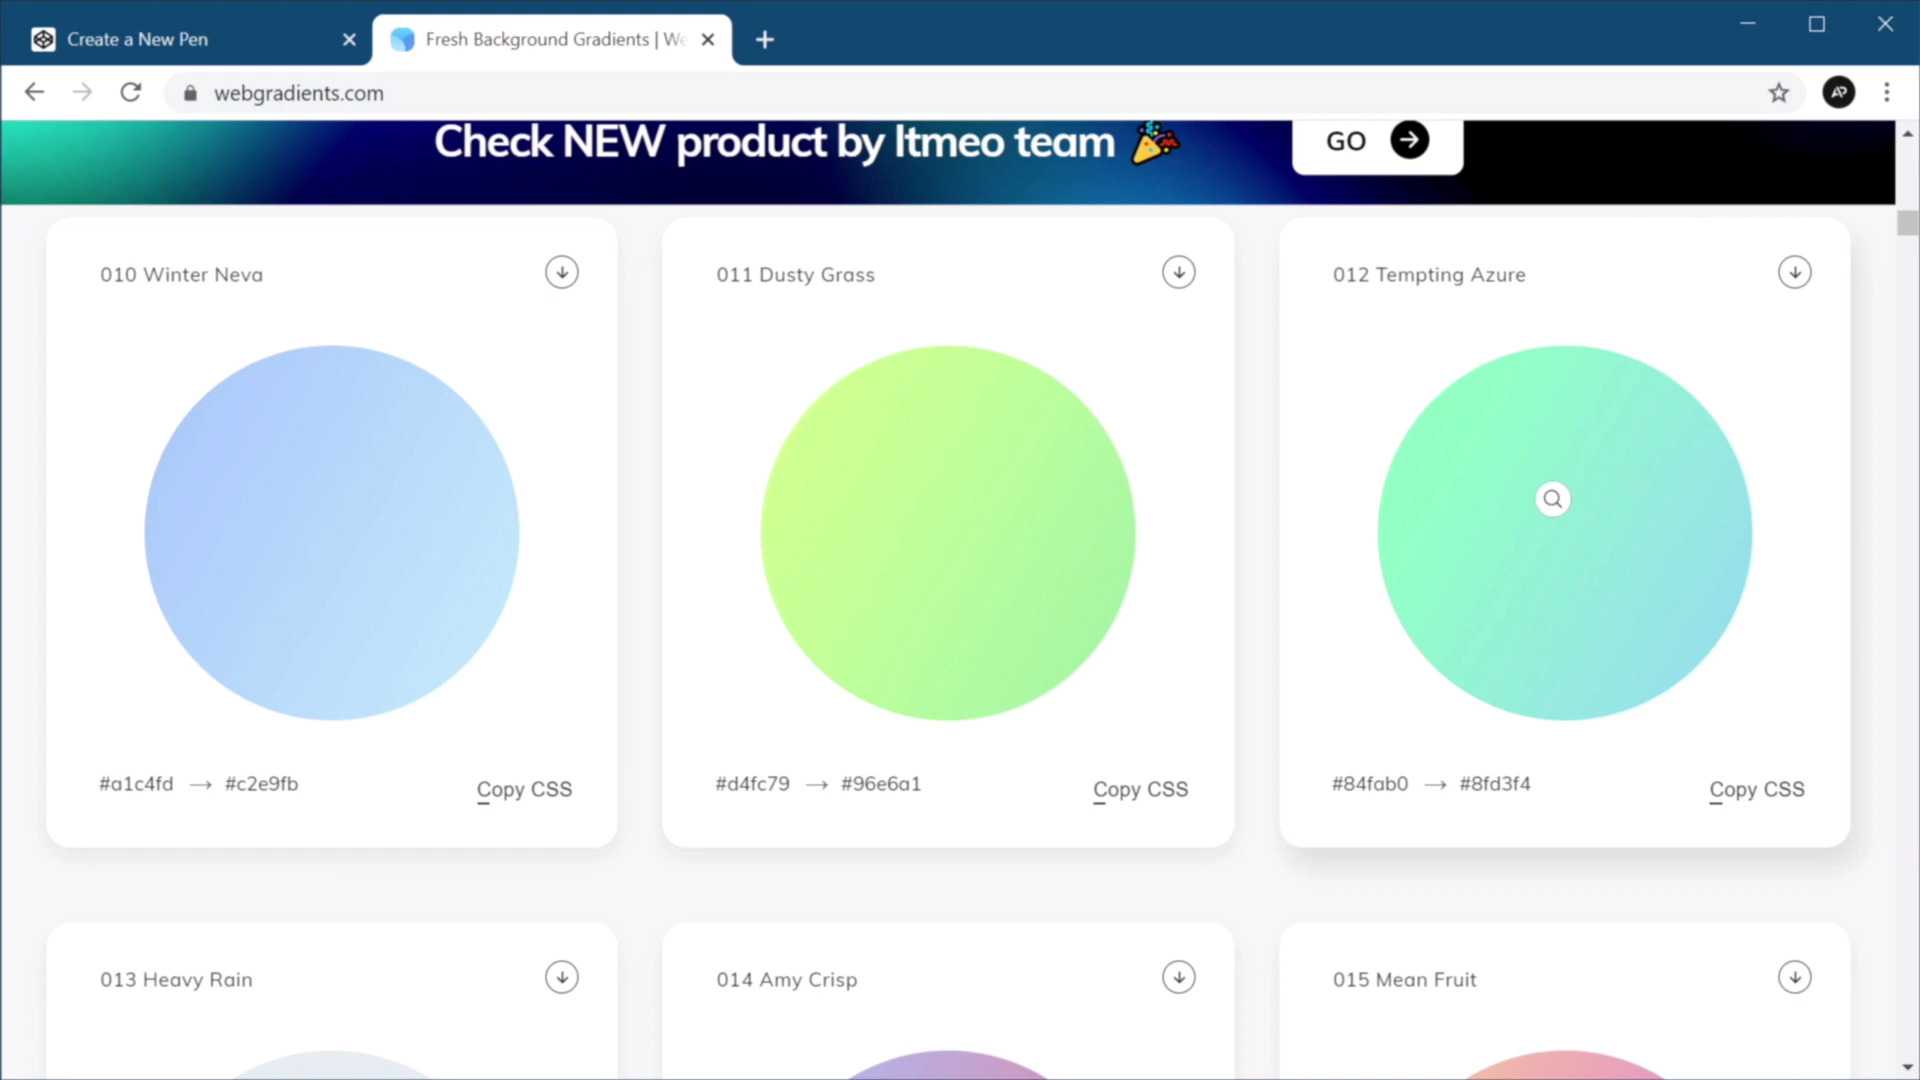 Create a New Pen
Fresh Background Gradients | We
webgradients.com
AP
Check NEW product by Itmeo team
GO
010 Winter Neva
011 Dusty Grass
012 Tempting Azure
#a1c4fd → #c2e9fb
Copy CSS
#d4fc79 → #96e6a1
Copy CSS
#84fab0 → #8fd3f4
Copy CSS
013 Heavy Rain
014 Amy Crisp
015 Mean Fruit